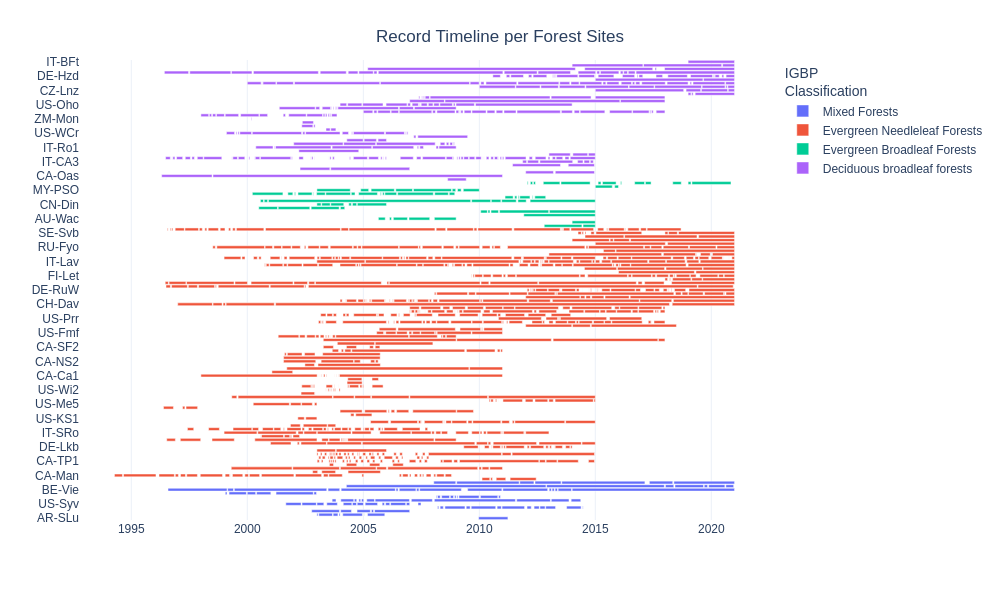 Record Timeline per Forest Sites
IT-BFt
DE-Hzd
CZ-Lnz
US-Oho
ZM-Mon
US-WCr
IT-Ro1
IT-CA3
CA-Oas
MY-PSO
CN-Din
AU-Wac
SE-Svb
RU-Fyo
IT-Lav
FI-Let
DE-RuW
CH-Dav
US-Prr
US-Fmf
CA-SF2
CA-NS2
CA-Ca1
US-Wi2
US-Me5
US-KS1
IT-SRo
DE-Lkb
CA-TP1
CA-Man
BE-Vie
US-Syv
AR-SLu
1995
2000
2005
2010
2015
2020
IGBP
Classification
Mixed Forests
Evergreen Needleleaf Forests
Evergreen Broadleaf Forests
Deciduous broadleaf forests